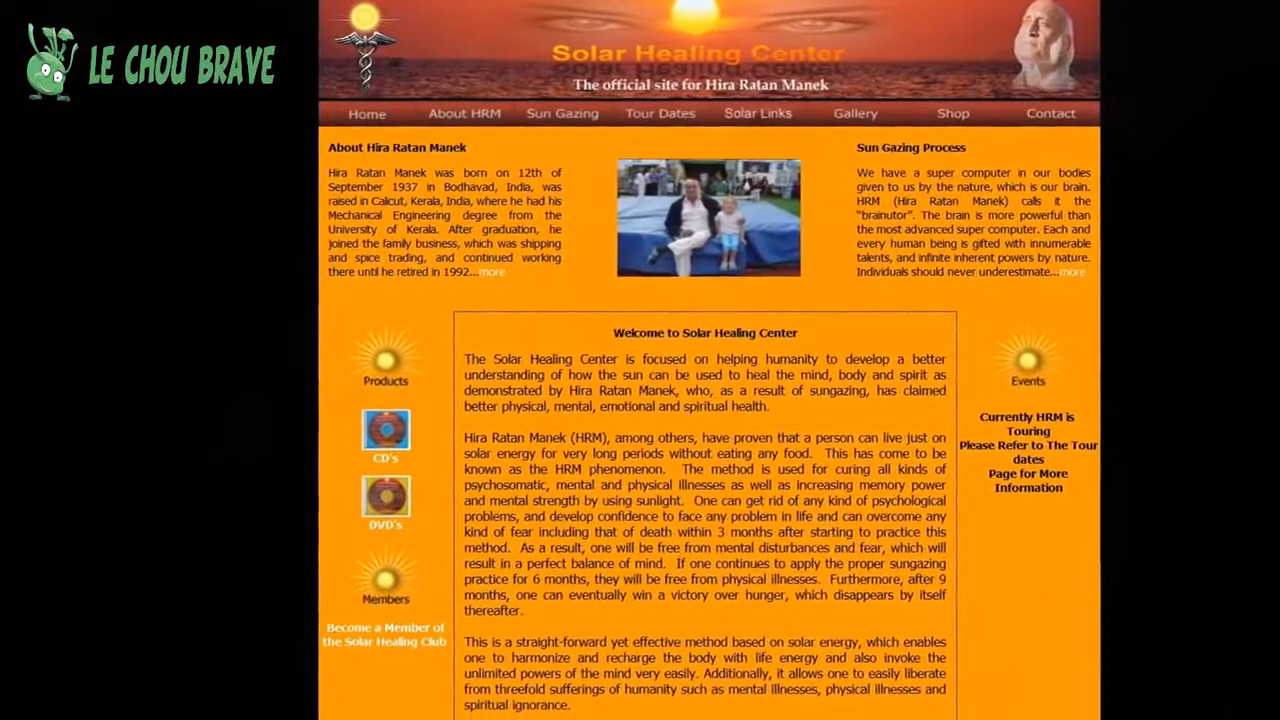 LE CHOU BRAVE
Solar Healing Center
The official site for Hira Ratan Manek
Home About HRM Sun Gazing Tour Dates Solar Links Gallery Shop Contact
About Hira Ratan Manek
Hira Ratan Manek was born on 12th of
September 1937 in Bodhavad, India, was
raised in Calicut, Kerala, India, where he had his
Mechanical Engineering degree from the
University of Kerala. After graduation, he
joined the family business, which was shipping
and spice trading, and continued working
there until he retired in 1992...more
Sun Gazing Process
We have a super computer in our bodies
given to us by the nature, which is our brain.
HRM (Hira Ratan Manek) calls it the
"brainutor". The brain is more powerful than
the most advanced super computer. Each and
every human being is gifted with innumerable
talents, and infinite inherent powers by nature.
Individuals should never underestimate...more
Products
CD's
DVD's
Members
Become a Member of
the Solar Healing Club
Welcome to Solar Healing Center
The Solar Healing Center is focused on helping humanity to develop a better
understanding of how the sun can be used to heal the mind, body and spirit as
demonstrated by Hira Ratan Manek, who, as a result of sungazing, has claimed
better physical, mental, emotional and spiritual health.
Hira Ratan Manek (HRM), among others, have proven that a person can live just on
solar energy for very long periods without eating any food. This has come to be
known as the HRM phenomenon. The method is used for curing all kinds of
psychosomatic, mental and physical illnesses as well as increasing memory power
and mental strength by using sunlight. One can get rid of any kind of psychological
problems, and develop confidence to face any problem in life and can overcome any
kind of fear including that of death within 3 months after starting to practice this
method. As a result, one will be free from mental disturbances and fear, which will
result in a perfect balance of mind. If one continues to apply the proper sungazing
practice for 6 months, they will be free from physical illnesses. Furthermore, after 9
months, one can eventually win a victory over hunger, which disappears by itself
thereafter.
This is a straight-forward yet effective method based on solar energy, which enables
one to harmonize and recharge the body with life energy and also invoke the
unlimited powers of the mind very easily. Additionally, it allows one to easily liberate
from threefold sufferings of humanity such as mental illnesses, physical illnesses and
spiritual ignorance.
Events
Currently HRM is
Touring
Please Refer to The Tour
dates
Page for More
Information